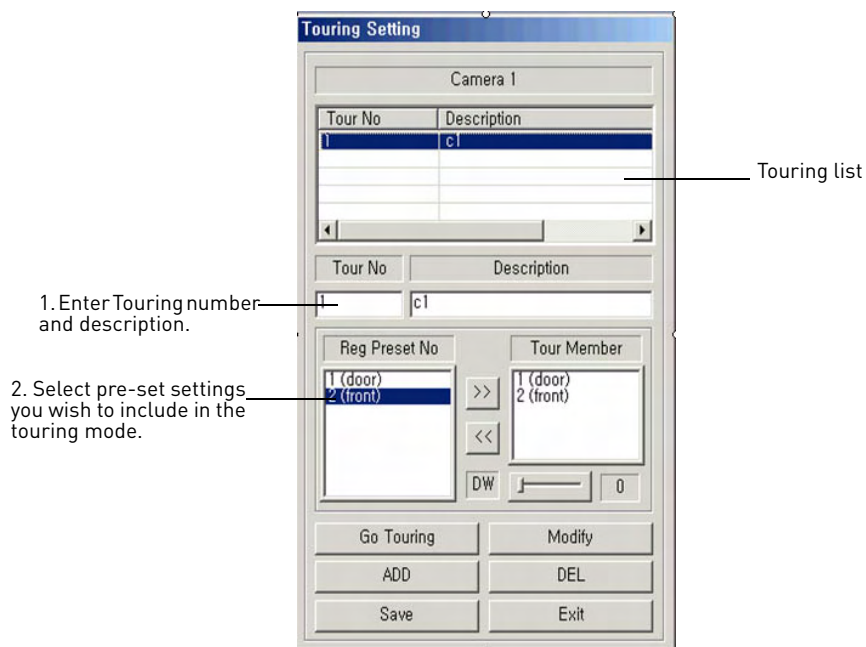 Touring Setting
Camera 1
Tour No Description
1 c1
Touring list
Tour No Description
1. Enter Touring number
and description.
1 c1
Reg Preset No Tour Member
2. Select pre-set settings
you wish to include in the
touring mode.
1 (door)
2 (front)
>>
<<
1 (door)
2 (front)
DW 0
Go Touring Modify
ADD DEL
Save Exit